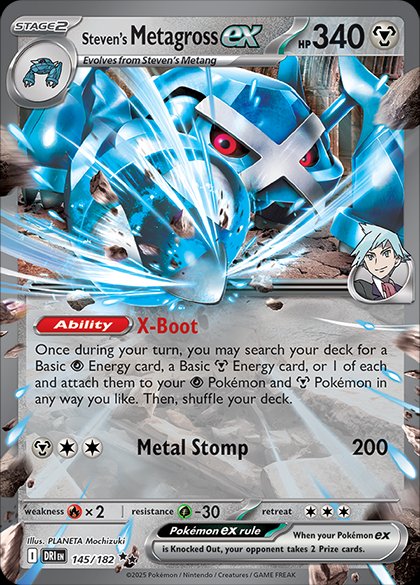 STAGE2
Steven's Metagross ex HP 340
Evolves from Steven's Metang
Ability X-Boot
Once during your turn, you may search your deck for a
Basic Energy card, a Basic Energy card, or 1 of each
and attach them to your Pokémon and Pokémon in
any way you like. Then, shuffle your deck.
Metal Stomp 200
weakness ×2 resistance -30 retreat
Illus. PLANETA Mochizuki
Pokémon ex rule
When your Pokémon ex
is Knocked Out, your opponent takes 2 Prize cards.
I DRI EN 145/182
©2025 Pokémon / Nintendo / Creatures / GAME FREAK